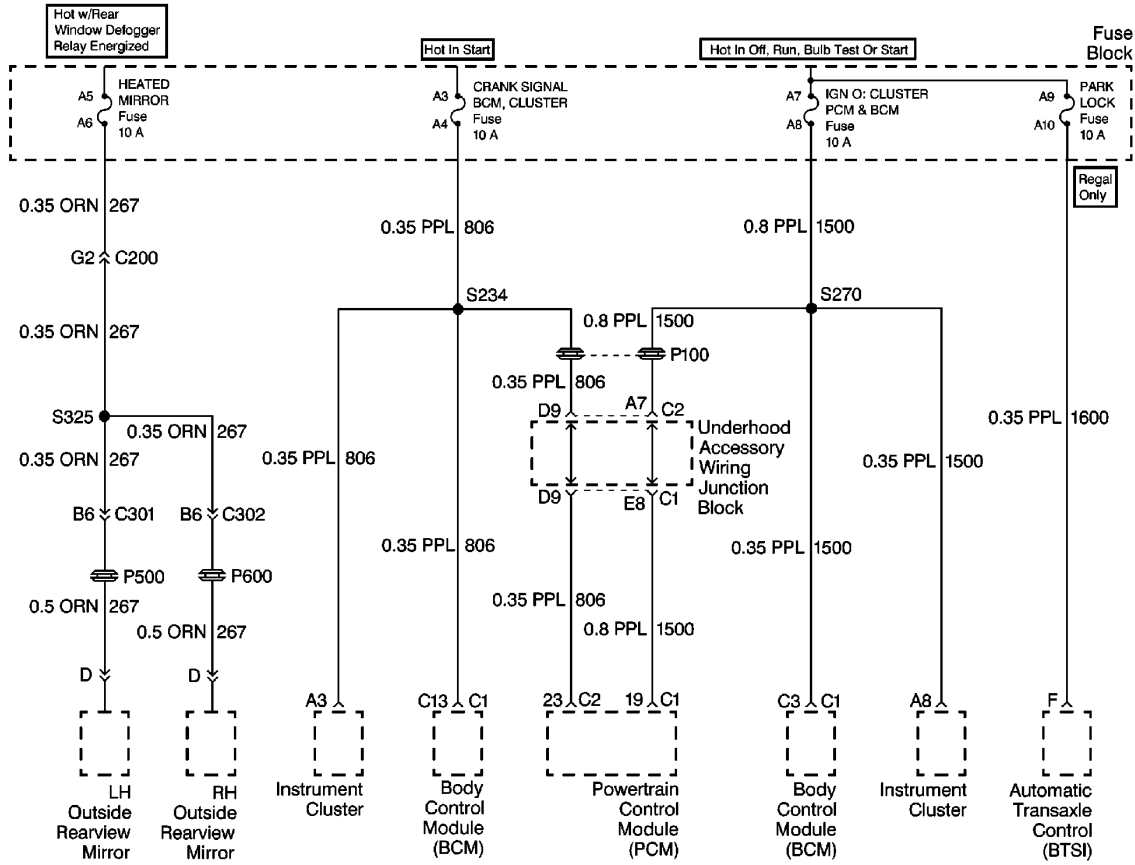 Hot w/Rear
Window Defogger
Relay Energized
Hot In Start
Hot In Off, Run, Bulb Test Or Start
Fuse
Block
A5
A6
HEATED
MIRROR
Fuse
10 A
A3
A4
CRANK SIGNAL
BCM, CLUSTER
Fuse
10 A
A7
A8
IGN O: CLUSTER
PCM & BCM
Fuse
10 A
A9
A10
PARK
LOCK
Fuse
10 A
Regal
Only
0.35 ORN 267
0.35 PPL 806
0.8 PPL 1500
G2 C200
S234
S270
0.35 ORN 267
0.8 PPL 1500
P100
0.35 PPL 806
S325
0.35 ORN 267
D9 A7 C2
0.35 PPL 1600
Underhood
Accessory
Wiring
Junction
Block
0.35 ORN 267
0.35 PPL 806
0.35 PPL 1500
D9 E8 C1
B6 C301
B6 C302
0.35 PPL 806
0.35 PPL 1500
P500
P600
0.5 ORN 267
0.35 PPL 806
0.5 ORN 267
0.8 PPL 1500
D
D
A3
C13 C1
23 C2
19 C1
C3 C1
A8
F
LH
Outside
Rearview
Mirror
RH
Outside
Rearview
Mirror
Instrument
Cluster
Body
Control
Module
(BCM)
Powertrain
Control
Module
(PCM)
Body
Control
Module
(BCM)
Instrument
Cluster
Automatic
Transaxle
Control
(BTSI)